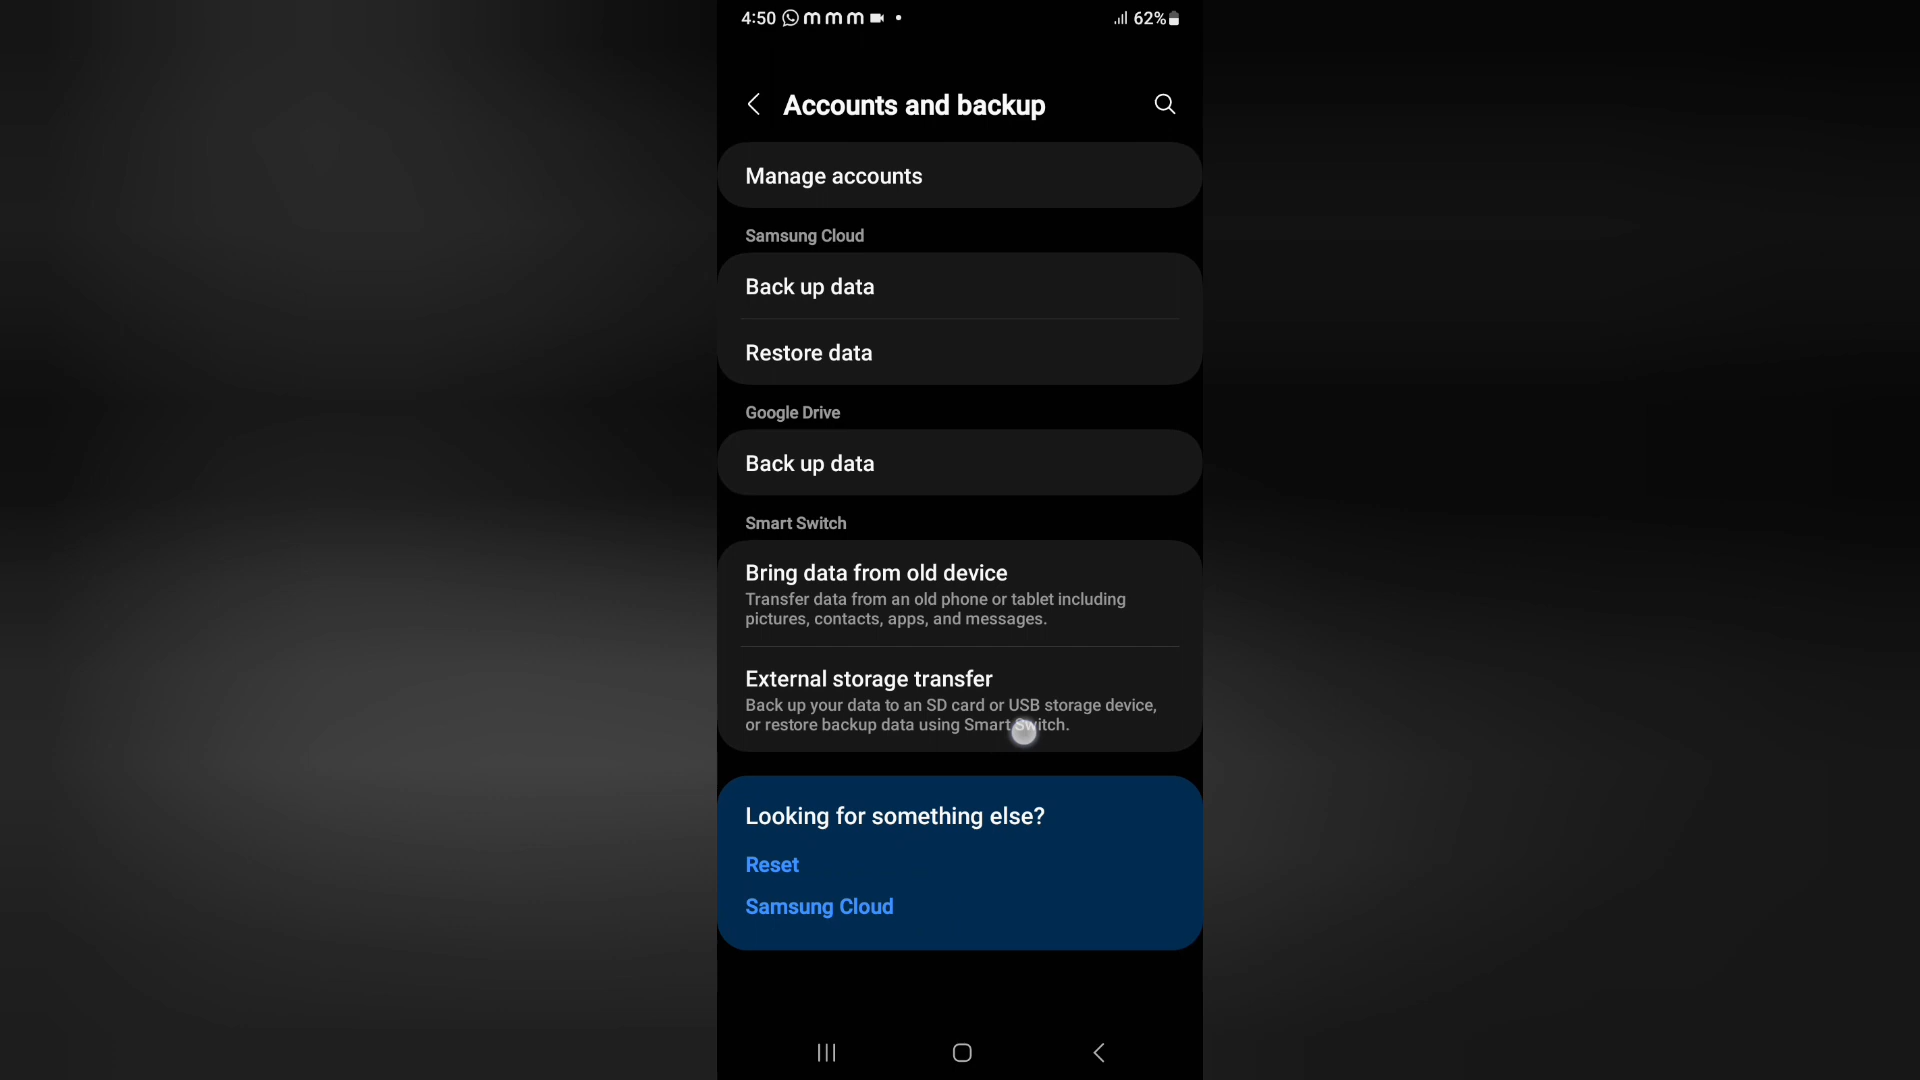 4:50 62%
Accounts and backup
Manage accounts
Samsung Cloud
Back up data
Restore data
Google Drive
Back up data
Smart Switch
Bring data from old device
Transfer data from an old phone or tablet including
pictures, contacts, apps, and messages.
External storage transfer
Back up your data to an SD card or USB storage device,
or restore backup data using Smart Switch.
Looking for something else?
Reset
Samsung Cloud